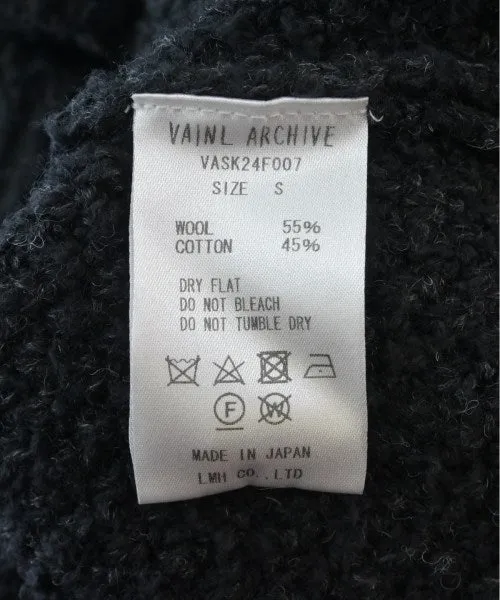 VAINL ARCHIVE
VASK24F007
SIZE S
WOOL 55%
COTTON 45%
DRY FLAT
DO NOT BLEACH
DO NOT TUMBLE DRY
F W
MADE IN JAPAN
LMH CO.,LTD